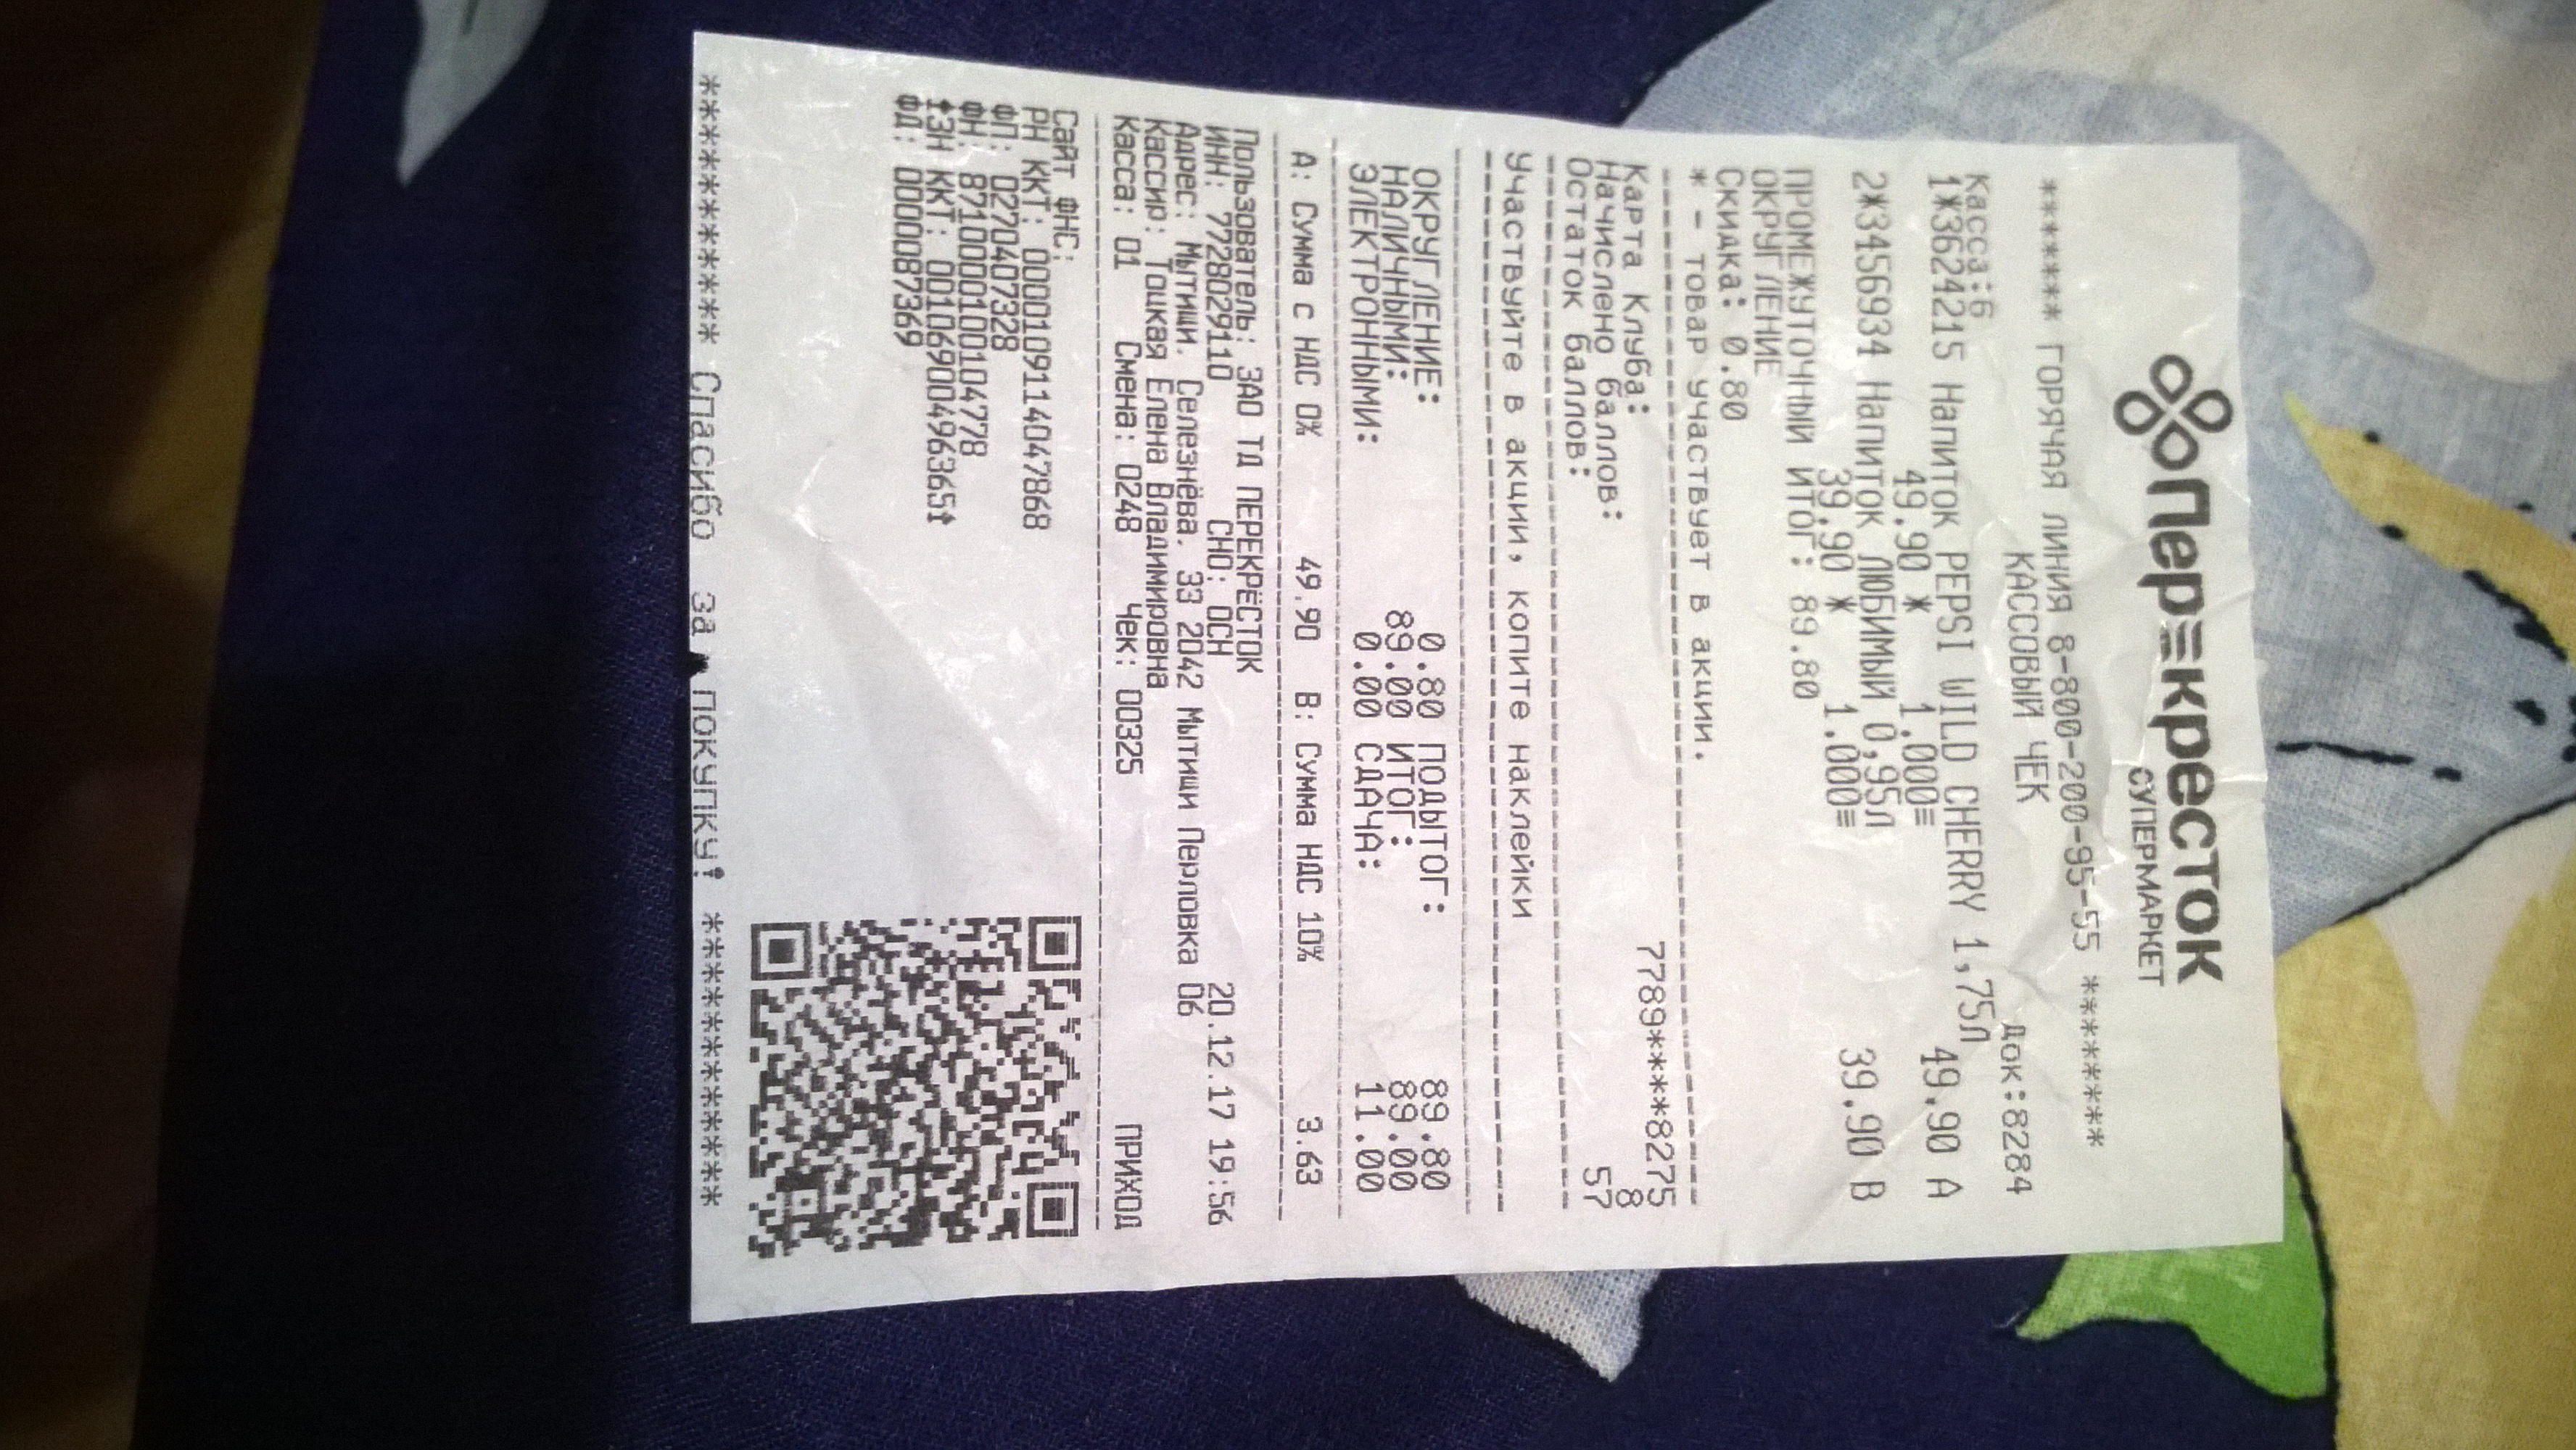 Перекресток
СУПЕРМАРКЕТ
****** ГОРЯЧАЯ ЛИНИЯ 8-800-200-95-55 *******
КАССОВЫЙ ЧЕК
Касса:6 Док:8284
1*3624215 Напиток PEPSI WILD CHERRY 1,75Л
49.90 * 1.000= 49.90 А
2*3456934 Напиток ЛЮБИМЫЙ 0,95Л
39.90 * 1.000= 39.90 В
ПРОМЕЖУТОЧНЫЙ ИТОГ: 89.80
ОКРУГЛЕНИЕ
Скидка: 0.80
* - товар участвует в акции.
Карта Клуба: 7789****8275
Начислено баллов: 8
Остаток баллов: 57
Участвуйте в акции, копите наклейки
ОКРУГЛЕНИЕ: 0.80 ПОДЫТОГ: 89.80
НАЛИЧНЫМИ: 89.00 ИТОГ: 89.00
ЭЛЕКТРОННЫМИ: 0.00 СДАЧА: 11.00
А: Сумма с НДС 0% 49.90 В: Сумма НДС 10% 3.63
Пользователь: ЗАО ТД ПЕРЕКРЁСТОК
ИНН: 7728029110 СНО: ОСН 20.12.17 19:56
Адрес: Мытищи. Селезнёва. 33 2042 Мытищи Перловка 06
Кассир: Тоцкая Елена Владимировна
Касса: 01 Смена: 0248 Чек: 00325 ПРИХОД
Сайт ФНС:
РН ККТ: 0000109114047868
ФП: 0270407328
ФН: 8710000100104778
‡ЗН ККТ: 00106900496365‡
ФД: 0000087369
************** Спасибо за покупку! **************